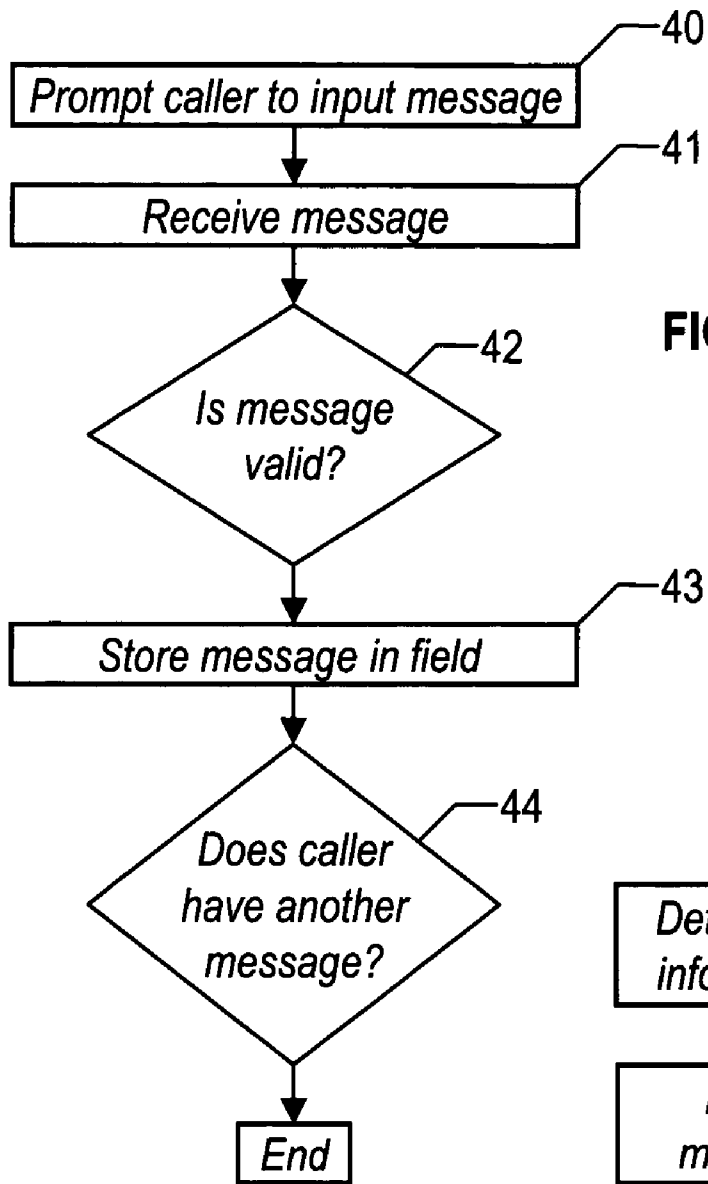 40
Prompt caller to input message
41
Receive message
42
Is message
valid?
43
Store message in field
44
Does caller
have another
message?
End